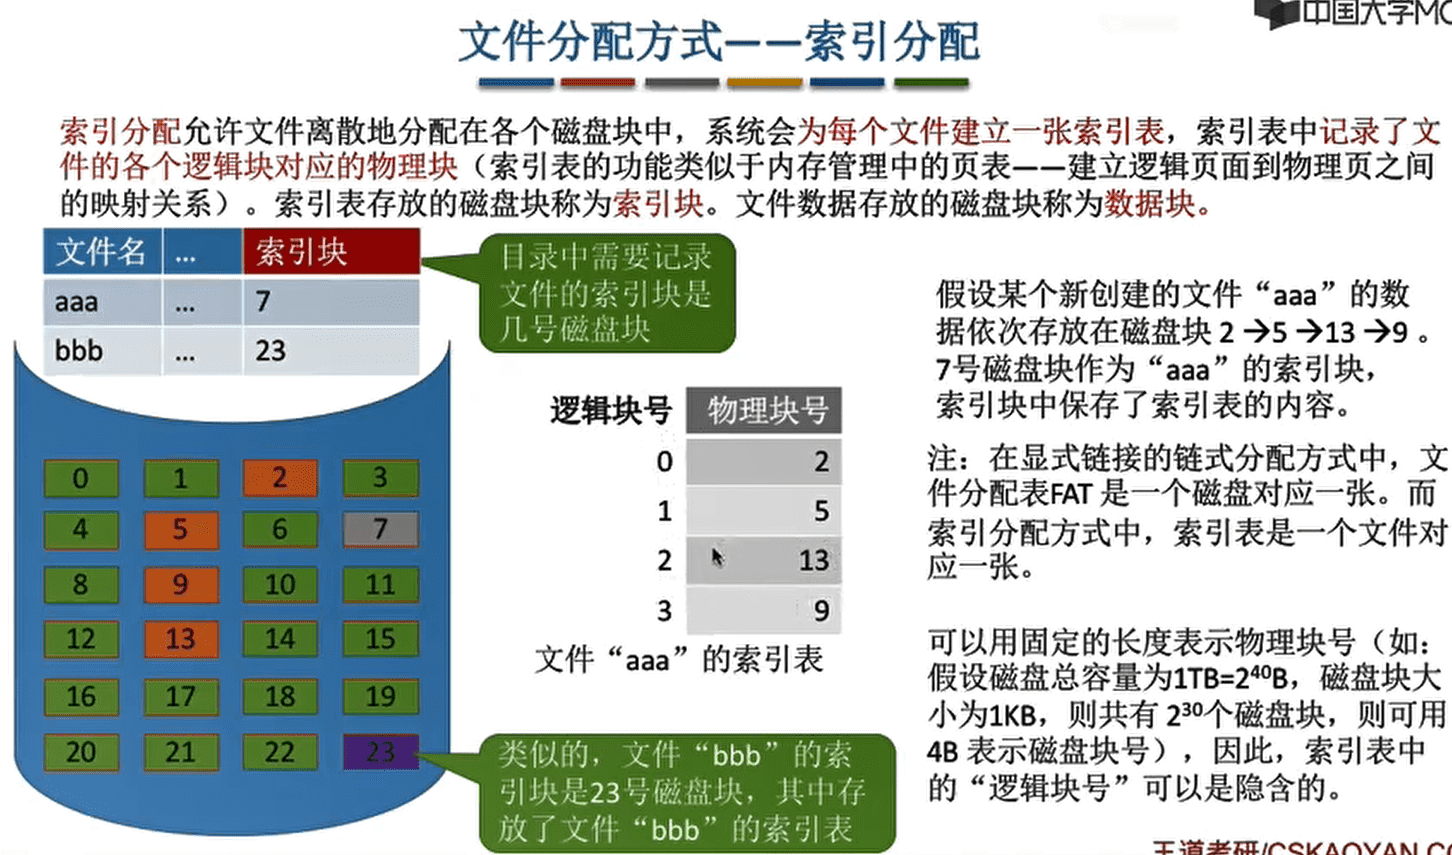 中国大学MO
文件分配方式——索引分配
索引分配允许文件离散地分配在各个磁盘块中，系统会为每个文件建立一张索引表，索引表中记录了文
件的各个逻辑块对应的物理块（索引表的功能类似于内存管理中的页表——建立逻辑页面到物理页之间
的映射关系）。索引表存放的磁盘块称为索引块。文件数据存放的磁盘块称为数据块。
文件名 ... 索引块
aaa ... 7
bbb ... 23
目录中需要记录
文件的索引块是
几号磁盘块
0 1 2 3
4 5 6 7
8 9 10 11
12 13 14 15
16 17 18 19
20 21 22 23
逻辑块号 物理块号
0 2
1 5
2 13
3 9
文件“aaa”的索引表
类似的，文件“bbb”的索
引块是23号磁盘块，其中存
放了文件“bbb”的索引表
假设某个新创建的文件“aaa”的数
据依次存放在磁盘块 2 →5 →13 →9 。
7号磁盘块作为“aaa”的索引块，
索引块中保存了索引表的内容。
注：在显式链接的链式分配方式中，文
件分配表FAT 是一个磁盘对应一张。而
索引分配方式中，索引表是一个文件对
应一张。
可以用固定的长度表示物理块号（如：
假设磁盘总容量为1TB=2⁴⁰B，磁盘块大
小为1KB，则共有 2³⁰个磁盘块，则可用
4B 表示磁盘块号），因此，索引表中
的“逻辑块号”可以是隐含的。
王道考研/CSKAOYAN.CO